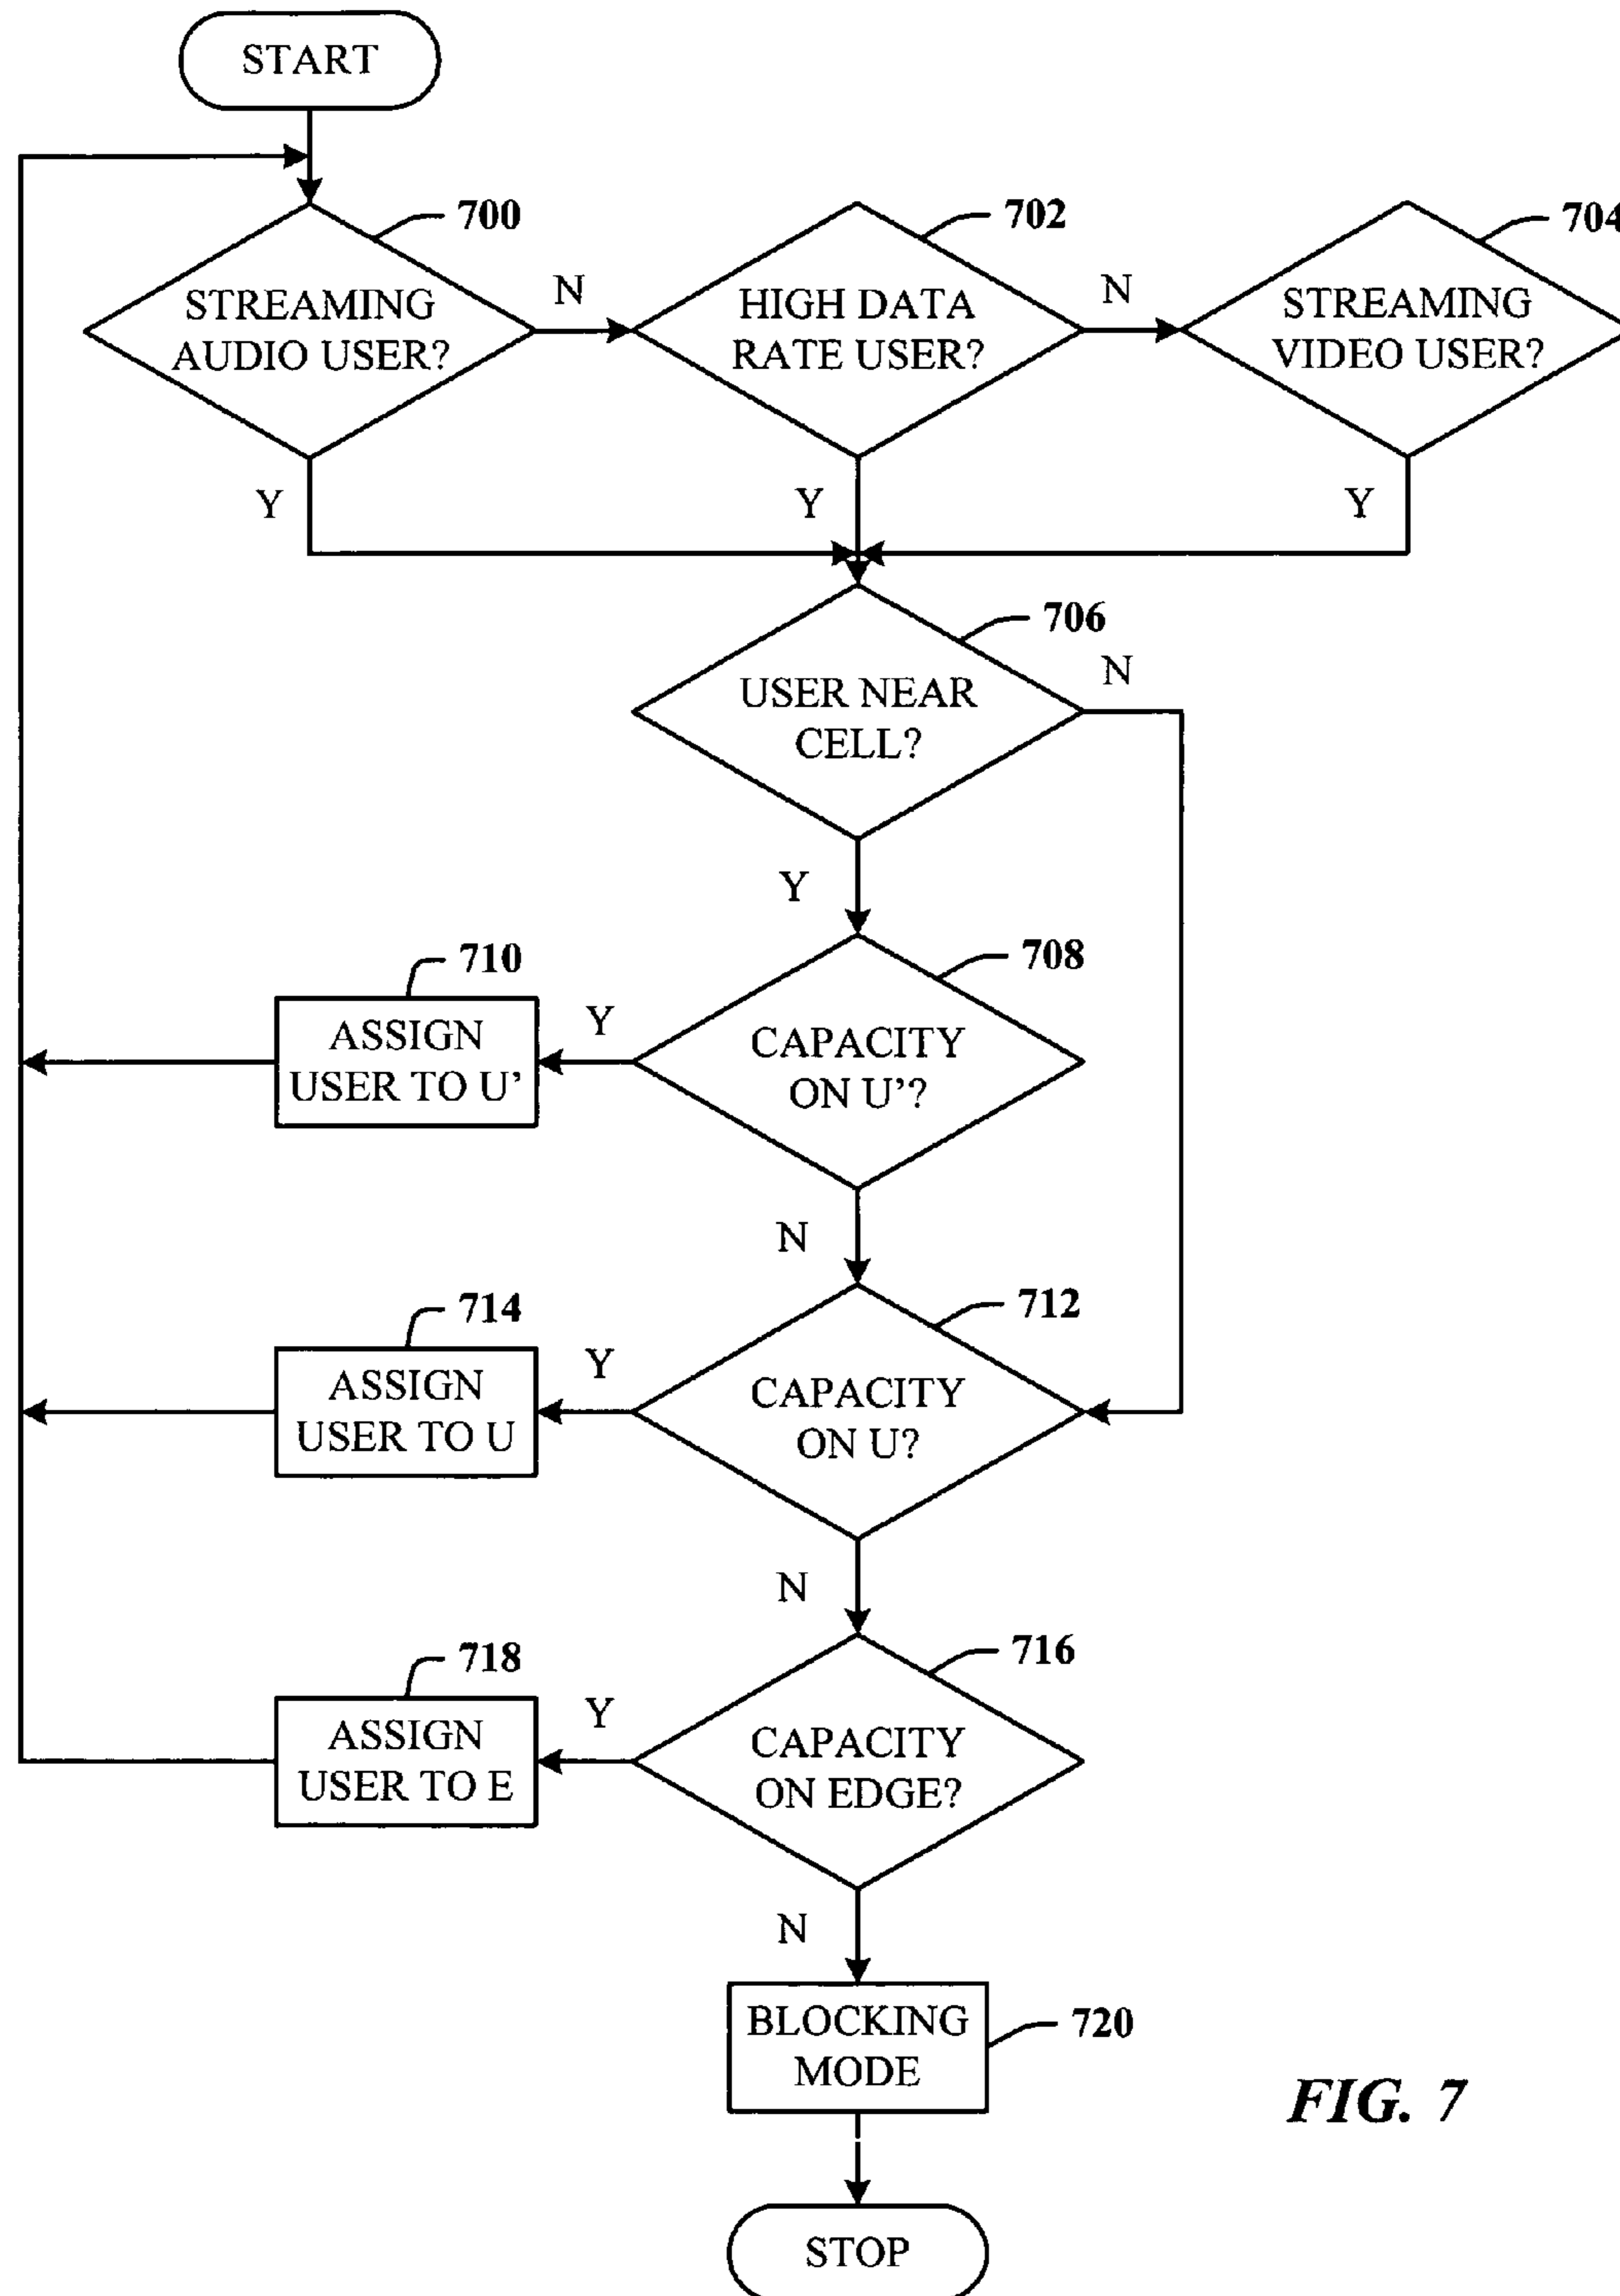 START
700
702
704
STREAMING
AUDIO USER?
N
HIGH DATA
RATE USER?
N
STREAMING
VIDEO USER?
Y
Y
Y
706
USER NEAR
CELL?
N
Y
708
710
CAPACITY
ON U'?
Y
ASSIGN
USER TO U'
N
712
714
CAPACITY
ON U?
Y
ASSIGN
USER TO U
N
716
718
CAPACITY
ON EDGE?
Y
ASSIGN
USER TO E
N
BLOCKING
MODE
720
FIG. 7
STOP